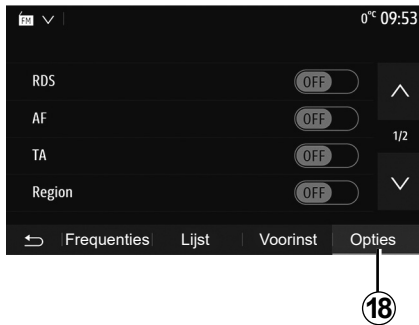 FM 0°C 09:53
RDS OFF
AF OFF
1/2
TA OFF
Region OFF
Frequenties Lijst Voorinst Opties
18